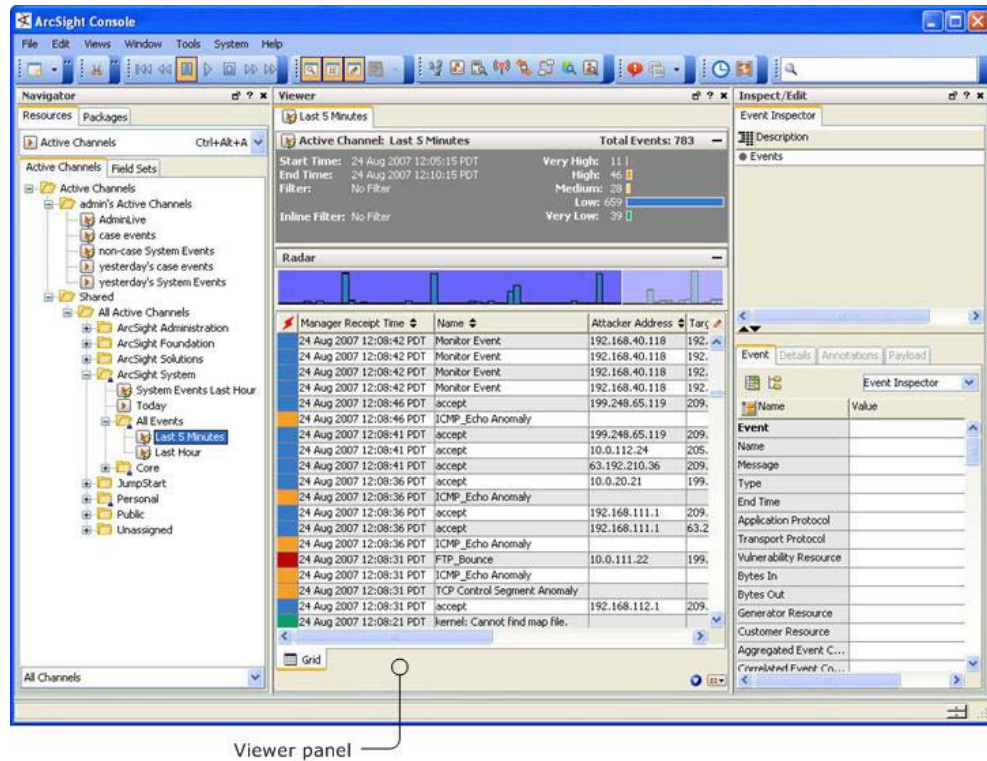 ArcSight Console
File Edit Views Window Tools System Help
Navigator
Resources Packages
Active Channels Ctrl+Alt+A
Active Channels Field Sets
Active Channels
admin's Active Channels
AdminLive
case events
non-case System Events
yesterday's case events
yesterday's System Events
Shared
All Active Channels
ArcSight Administration
ArcSight Foundation
ArcSight Solutions
ArcSight System
System Events Last Hour
Today
All Events
Last 5 Minutes
Last Hour
Core
JumpStart
Personal
Public
Unassigned
All Channels
Viewer
Last 5 Minutes
Active Channel: Last 5 Minutes Total Events: 783
Start Time: 24 Aug 2007 12:05:15 PDT Very High: 11
End Time: 24 Aug 2007 12:10:15 PDT High: 46
Filter: No Filter Medium: 28
Low: 659
Inline Filter: No Filter Very Low: 39
Radar
Manager Receipt Time Name Attacker Address Targ
24 Aug 2007 12:08:42 PDT Monitor Event 192.168.40.118 192.
24 Aug 2007 12:08:42 PDT Monitor Event 192.168.40.118 192.
24 Aug 2007 12:08:42 PDT Monitor Event 192.168.40.118 192.
24 Aug 2007 12:08:42 PDT Monitor Event 192.168.40.118 192.
24 Aug 2007 12:08:46 PDT accept 199.248.65.119 209.
24 Aug 2007 12:08:46 PDT ICMP_Echo Anomaly
24 Aug 2007 12:08:41 PDT accept 199.248.65.119 209.
24 Aug 2007 12:08:41 PDT accept 10.0.112.24 205.
24 Aug 2007 12:08:41 PDT accept 63.192.210.36 209.
24 Aug 2007 12:08:36 PDT accept 10.0.20.21 199.
24 Aug 2007 12:08:36 PDT ICMP_Echo Anomaly
24 Aug 2007 12:08:36 PDT accept 192.168.111.1 209.
24 Aug 2007 12:08:36 PDT accept 192.168.111.1 63.2
24 Aug 2007 12:08:36 PDT ICMP_Echo Anomaly
24 Aug 2007 12:08:31 PDT FTP_Bounce 10.0.111.22 199.
24 Aug 2007 12:08:31 PDT ICMP_Echo Anomaly
24 Aug 2007 12:08:31 PDT TCP Control Segment Anomaly
24 Aug 2007 12:08:31 PDT accept 192.168.112.1 209.
24 Aug 2007 12:08:21 PDT kernel: Cannot find map file.
Grid
Inspect/Edit
Event Inspector
Description
Events
Event Details Annotations Payload
Event Inspector
Name Value
Event
Name
Message
Type
End Time
Application Protocol
Transport Protocol
Vulnerability Resource
Bytes In
Bytes Out
Generator Resource
Customer Resource
Aggregated Event C...
Correlated Event Co...
Viewer panel